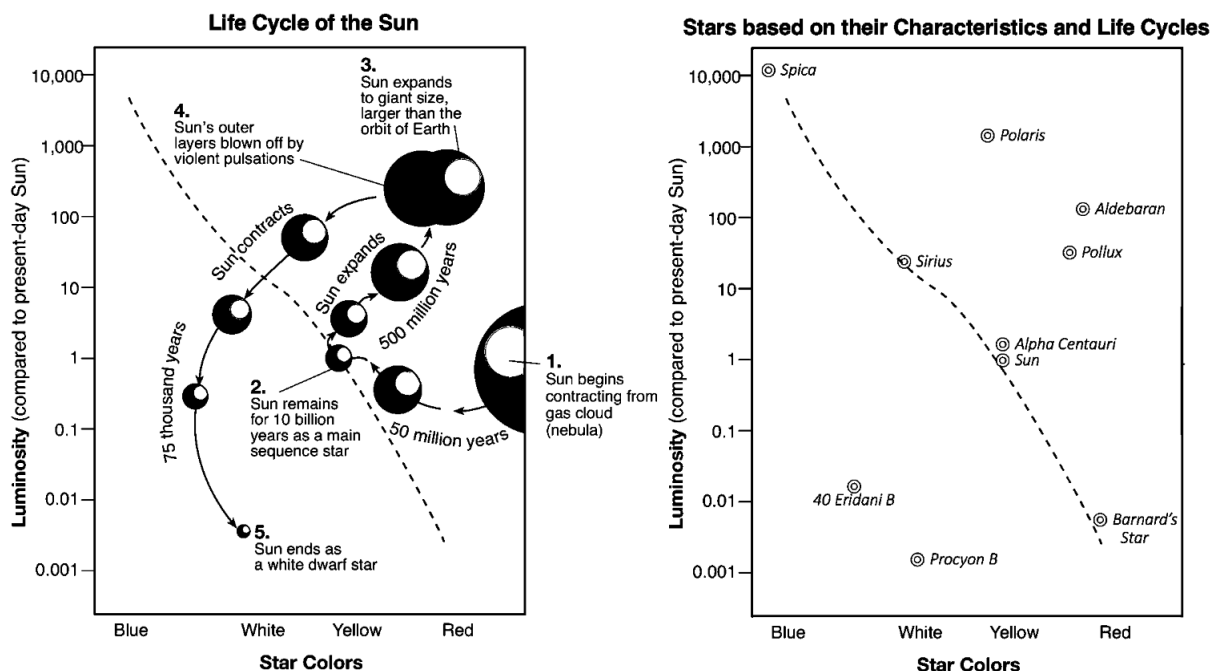 Life Cycle of the Sun
Luminosity (compared to present-day Sun)
10,000
1,000
100
10
1
0.1
0.01
0.001
3.
Sun expands
to giant size,
larger than the
orbit of Earth
4.
Sun's outer
layers blown off by
violent pulsations
Sun contracts
Sun expands
500 million years
75 thousand years
1.
Sun begins
contracting from
gas cloud
(nebula)
2.
Sun remains
for 10 billion
years as a main
sequence star
50 million years
5.
Sun ends as
a white dwarf star
Blue
White
Yellow
Red
Star Colors
Stars based on their Characteristics and Life Cycles
Luminosity (compared to present-day Sun)
10,000
1,000
100
10
1
0.1
0.01
0.001
Spica
Polaris
Aldebaran
Pollux
Sirius
Alpha Centauri
Sun
40 Eridani B
Barnard's
Star
Procyon B
Blue
White
Yellow
Red
Star Colors